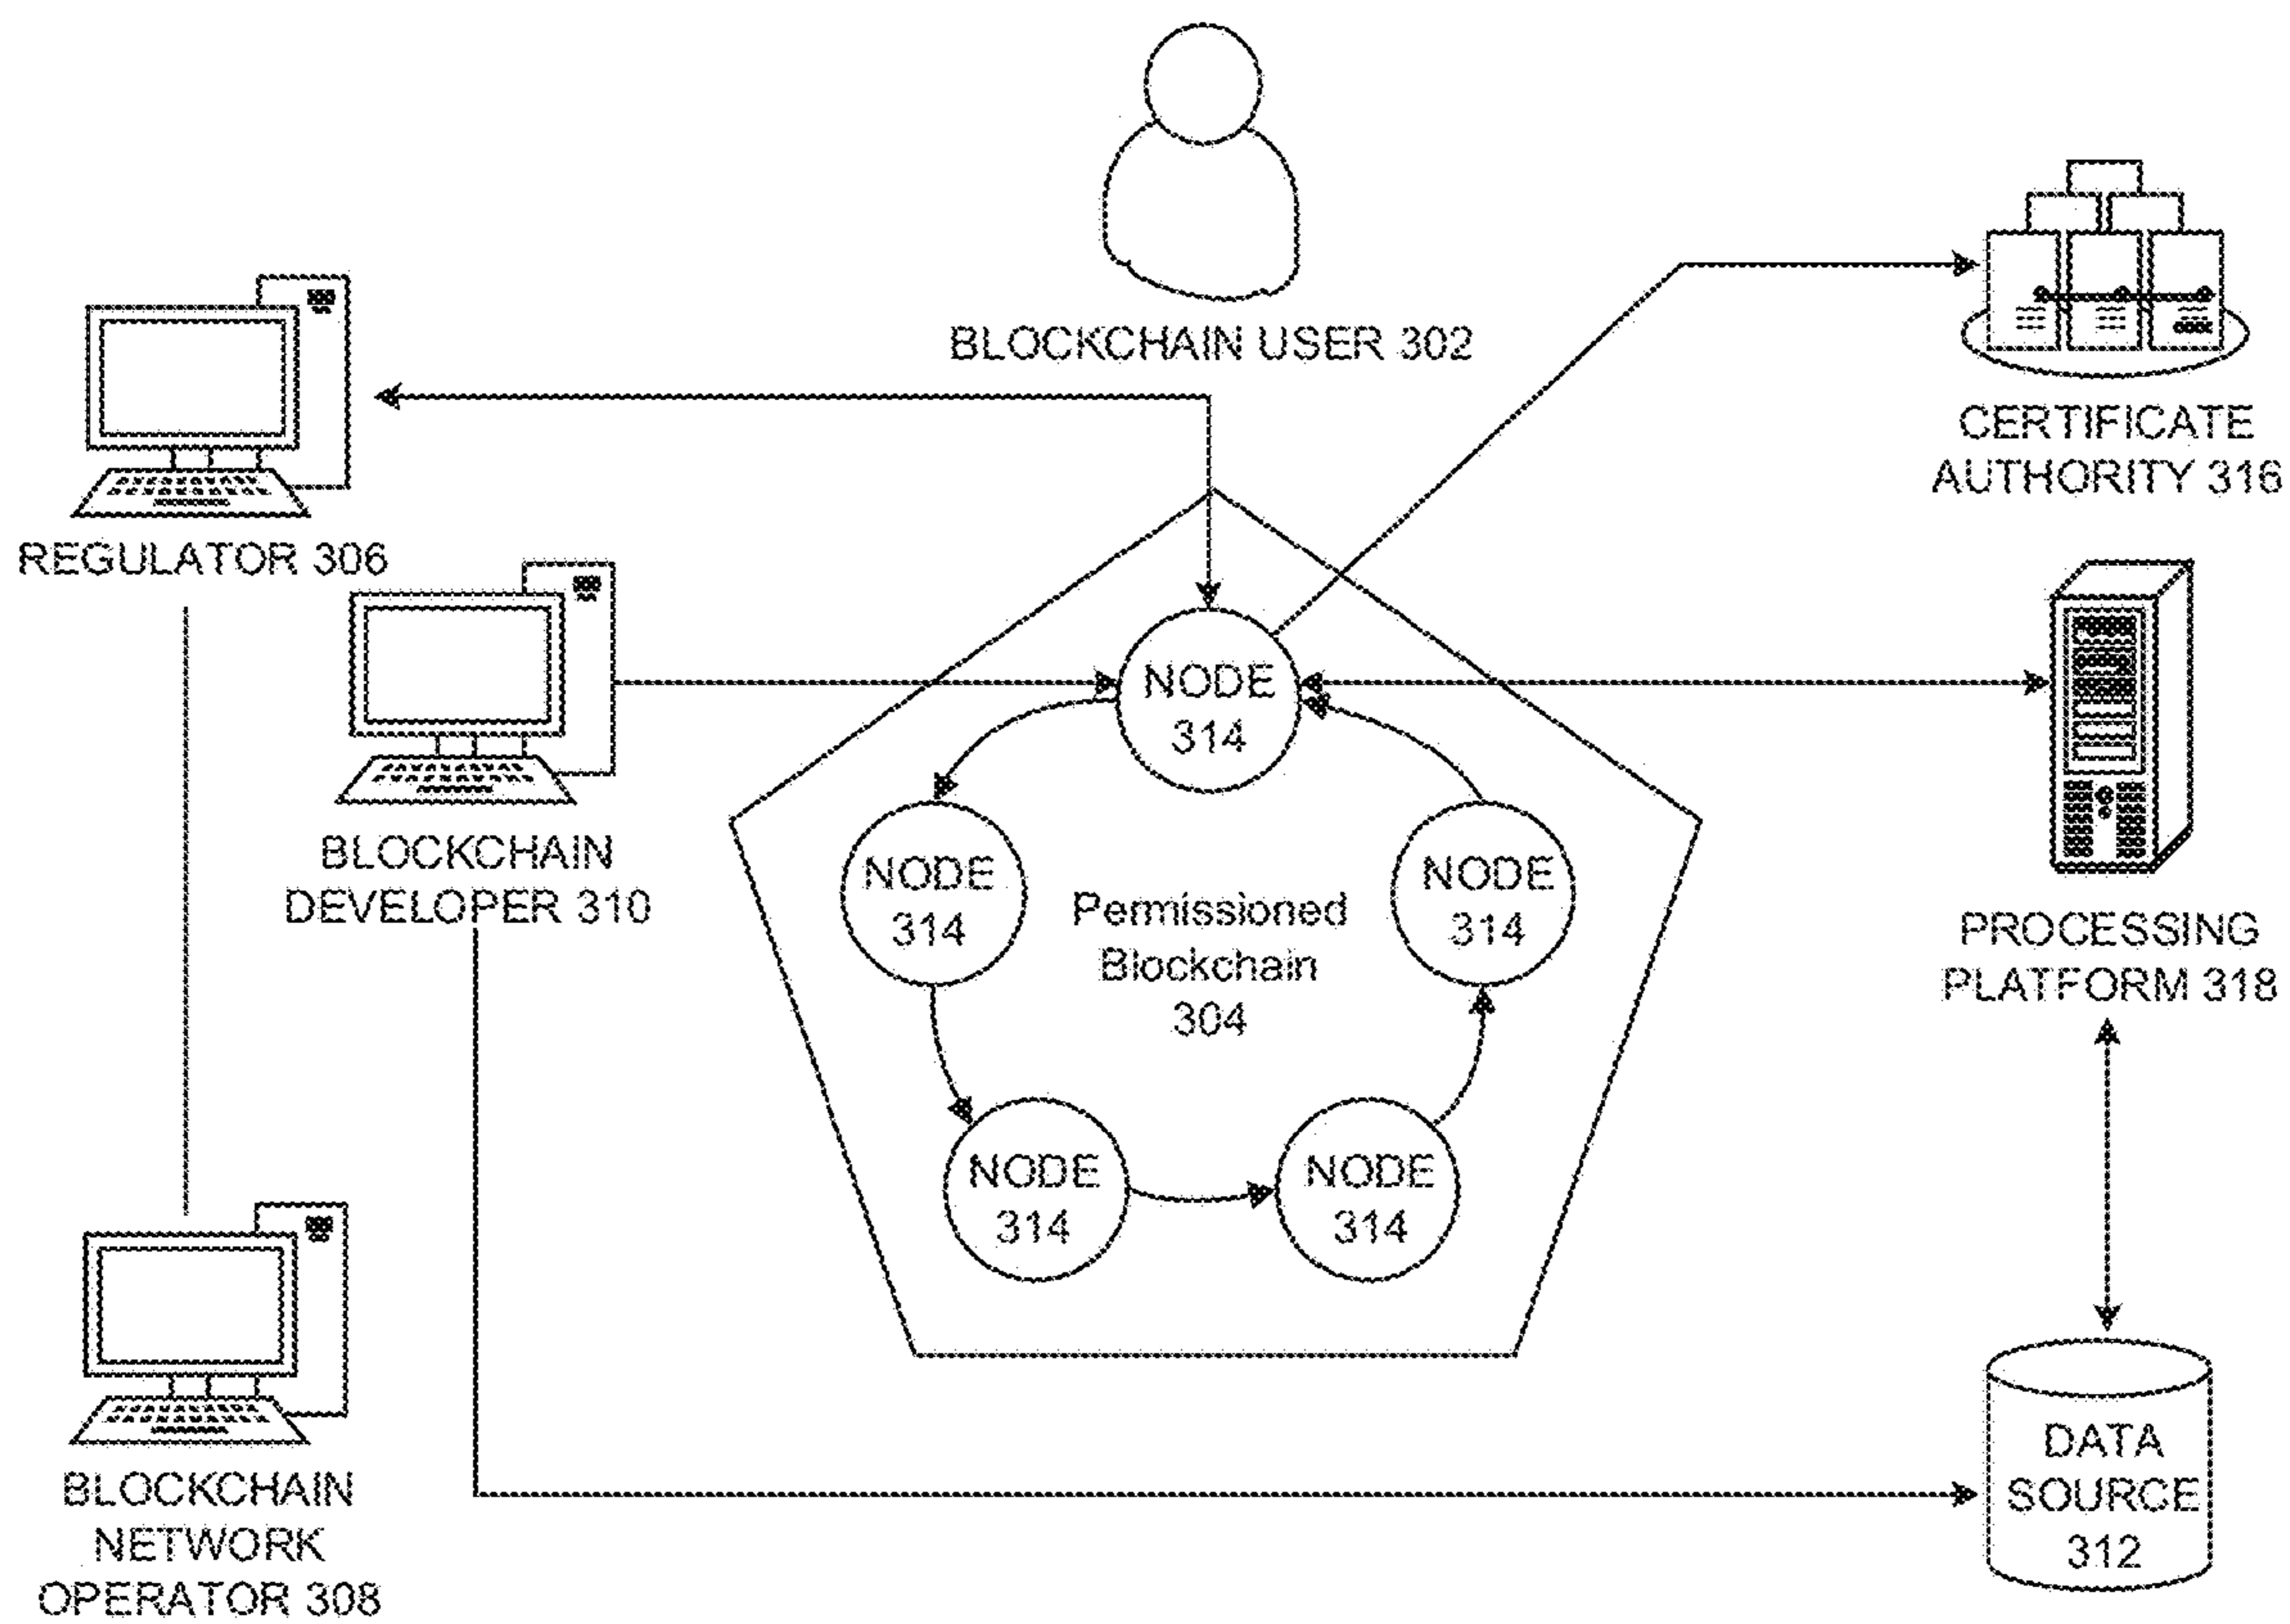 BLOCKCHAIN USER 302
CERTIFICATE
AUTHORITY 316
REGULATOR 306
NODE
314
BLOCKCHAIN
DEVELOPER 310
NODE
314
Permissioned
Blockchain
304
NODE
314
PROCESSING
PLATFORM 318
NODE
314
NODE
314
BLOCKCHAIN
NETWORK
OPERATOR 308
DATA
SOURCE
312